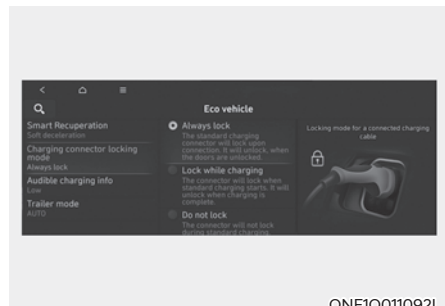 Eco vehicle
Smart Recuperation
Soft deceleration
Charging connector locking
mode
Always lock
Audible charging info
Low
Trailer mode
AUTO
Always lock
The standard charging
connector will lock upon
connection. It will unlock, when
the doors are unlocked.
Lock while charging
The connector will lock when
standard charging starts. It will
unlock when charging is
complete.
Do not lock
The connector will not lock
during standard charging.
Locking mode for a connected charging
cable